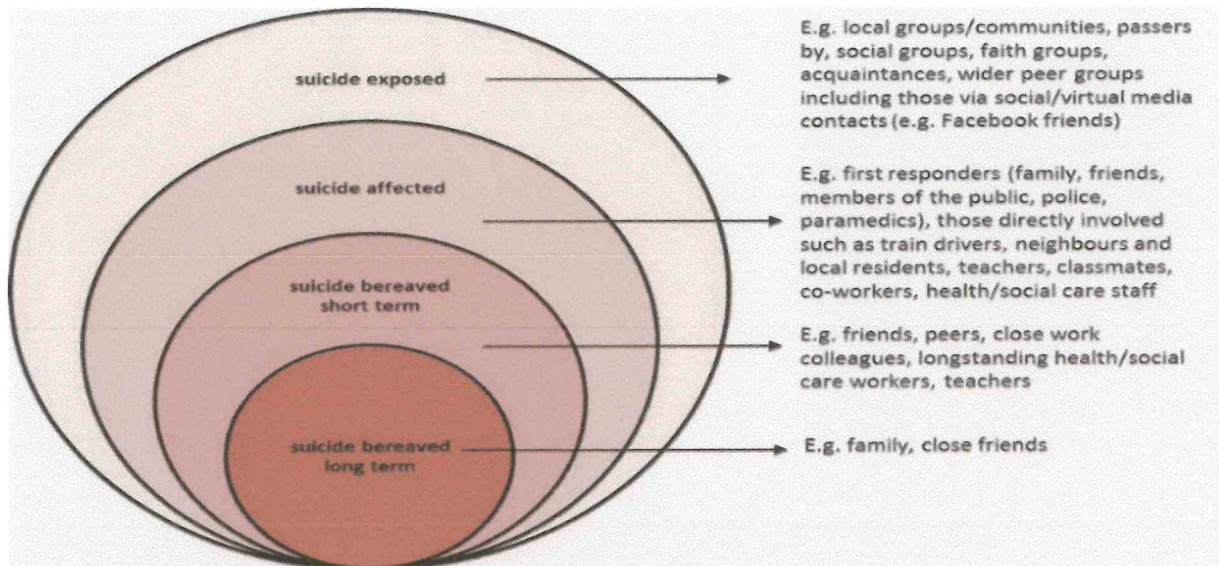 suicide exposed
E.g. local groups/communities, passers
by, social groups, faith groups,
acquaintances, wider peer groups
including those via social/virtual media
contacts (e.g. Facebook friends)
suicide affected
E.g. first responders (family, friends,
members of the public, police,
paramedics), those directly involved
such as train drivers, neighbours and
local residents, teachers, classmates,
co-workers, health/social care staff
suicide bereaved
short term
E.g. friends, peers, close work
colleagues, longstanding health/social
care workers, teachers
suicide bereaved
long term
E.g. family, close friends